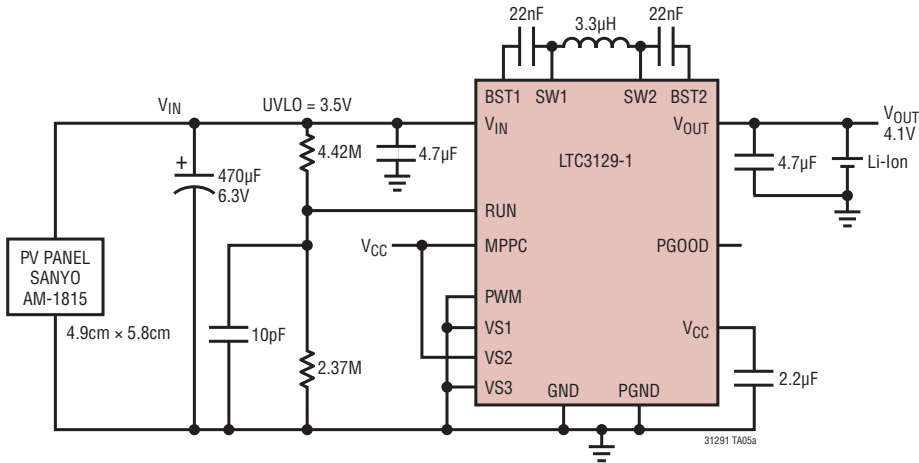 22nF
3.3µH
22nF
BST1
SW1
SW2
BST2
VIN
UVLO = 3.5V
VIN
VOUT
VOUT
4.1V
4.42M
4.7µF
LTC3129-1
4.7µF
Li-Ion
+
470µF
6.3V
RUN
VCC
MPPC
PGOOD
PV PANEL
SANYO
AM-1815
4.9cm × 5.8cm
PWM
10pF
VS1
VCC
VS2
2.37M
VS3
2.2µF
GND
PGND
31291 TA05a